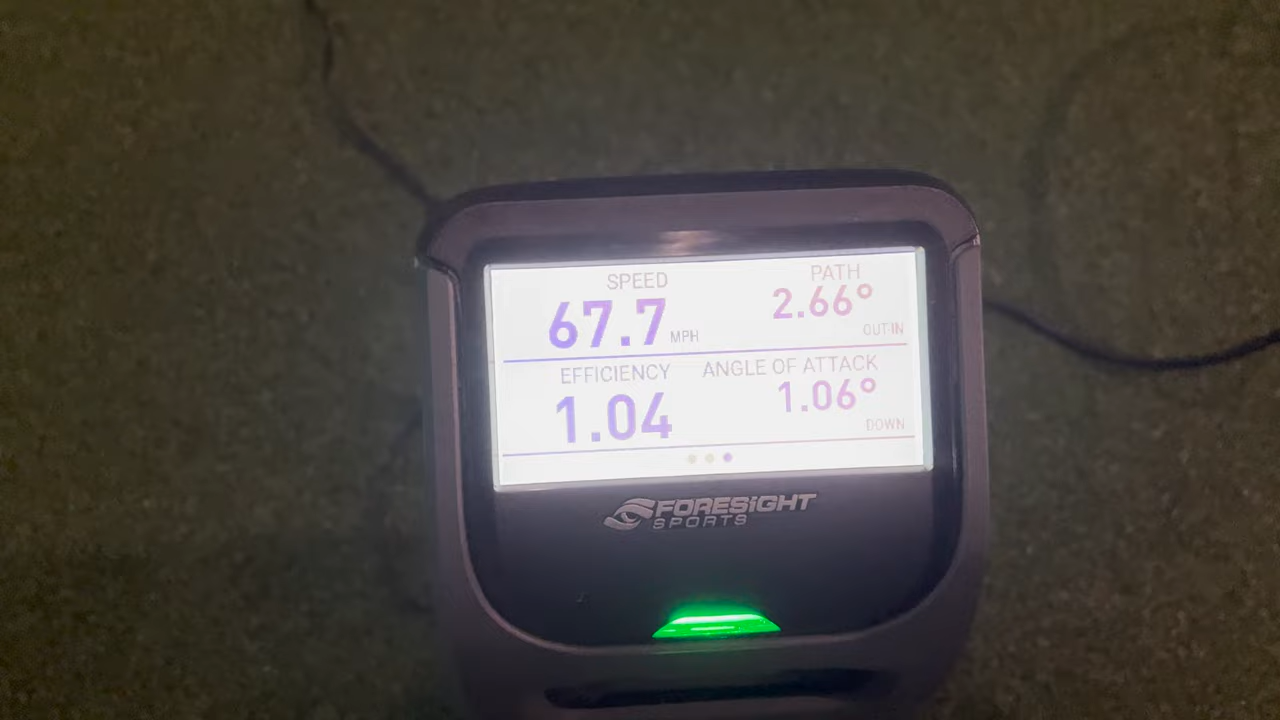 SPEED
67.7 MPH
PATH
2.66°
OUT-IN
EFFICIENCY
1.04
ANGLE OF ATTACK
1.06°
DOWN
FORESIGHT
SPORTS